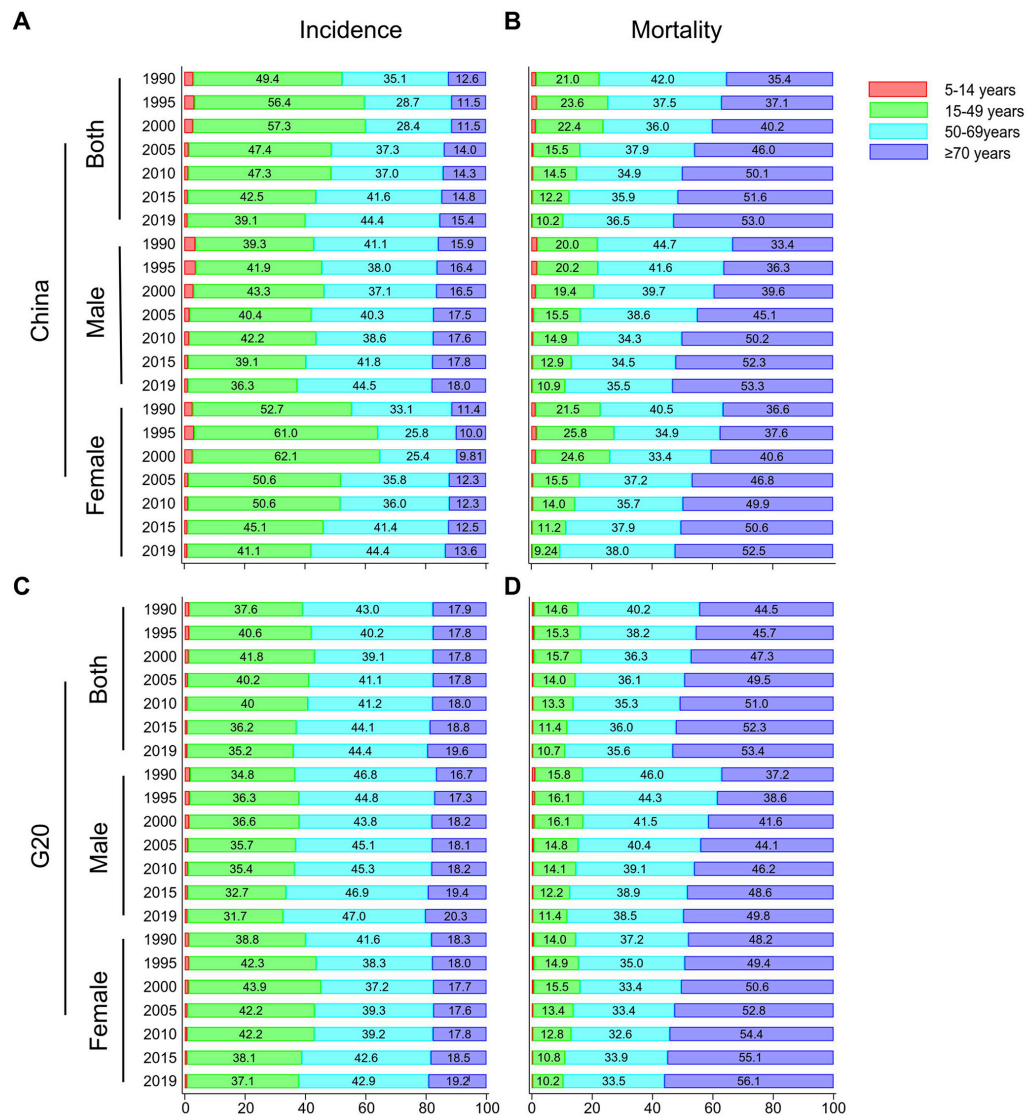 A Incidence B Mortality
1990 49.4 35.1 12.6 21.0 42.0 35.4
1995 56.4 28.7 11.5 23.6 37.5 37.1
2000 57.3 28.4 11.5 22.4 36.0 40.2
2005 47.4 37.3 14.0 15.5 37.9 46.0
2010 47.3 37.0 14.3 14.5 34.9 50.1
2015 42.5 41.6 14.8 12.2 35.9 51.6
2019 39.1 44.4 15.4 10.2 36.5 53.0
Both
1990 39.3 41.1 15.9 20.0 44.7 33.4
1995 41.9 38.0 16.4 20.2 41.6 36.3
2000 43.3 37.1 16.5 19.4 39.7 39.6
2005 40.4 40.3 17.5 15.5 38.6 45.1
2010 42.2 38.6 17.6 14.9 34.3 50.2
2015 39.1 41.8 17.8 12.9 34.5 52.3
2019 36.3 44.5 18.0 10.9 35.5 53.3
Male
China
1990 52.7 33.1 11.4 21.5 40.5 36.6
1995 61.0 25.8 10.0 25.8 34.9 37.6
2000 62.1 25.4 9.81 24.6 33.4 40.6
2005 50.6 35.8 12.3 15.5 37.2 46.8
2010 50.6 36.0 12.3 14.0 35.7 49.9
2015 45.1 41.4 12.5 11.2 37.9 50.6
2019 41.1 44.4 13.6 9.24 38.0 52.5
Female
0 20 40 60 80 100 0 20 40 60 80 100
5-14 years
15-49 years
50-69years
≥70 years
C D
1990 37.6 43.0 17.9 14.6 40.2 44.5
1995 40.6 40.2 17.8 15.3 38.2 45.7
2000 41.8 39.1 17.8 15.7 36.3 47.3
2005 40.2 41.1 17.8 14.0 36.1 49.5
2010 40 41.2 18.0 13.3 35.3 51.0
2015 36.2 44.1 18.8 11.4 36.0 52.3
2019 35.2 44.4 19.6 10.7 35.6 53.4
Both
1990 34.8 46.8 16.7 15.8 46.0 37.2
1995 36.3 44.8 17.3 16.1 44.3 38.6
2000 36.6 43.8 18.2 16.1 41.5 41.6
2005 35.7 45.1 18.1 14.8 40.4 44.1
2010 35.4 45.3 18.2 14.1 39.1 46.2
2015 32.7 46.9 19.4 12.2 38.9 48.6
2019 31.7 47.0 20.3 11.4 38.5 49.8
Male
G20
1990 38.8 41.6 18.3 14.0 37.2 48.2
1995 42.3 38.3 18.0 14.9 35.0 49.4
2000 43.9 37.2 17.7 15.5 33.4 50.6
2005 42.2 39.3 17.6 13.4 33.4 52.8
2010 42.2 39.2 17.8 12.8 32.6 54.4
2015 38.1 42.6 18.5 10.8 33.9 55.1
2019 37.1 42.9 19.2 10.2 33.5 56.1
Female
0 20 40 60 80 100 0 20 40 60 80 100